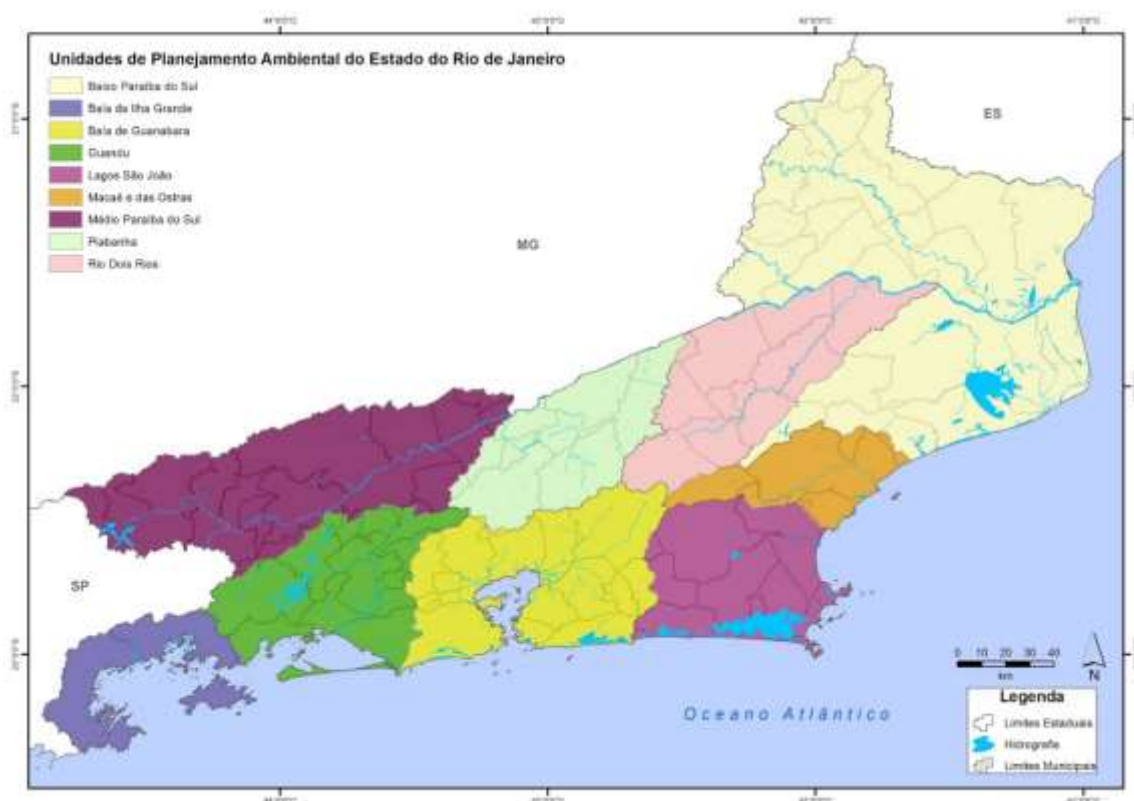 Unidades de Planejamento Ambiental do Estado do Rio de Janeiro
Baixo Paraíba do Sul
Baía da Ilha Grande
Baía de Guanabara
Guandu
Lagos São João
Macaé e das Ostras
Médio Paraíba do Sul
Piabanha
Rio Dois Rios
ES
MG
SP
0 10 20 30 40
km
N
Oceano Atlântico
Legenda
Limites Estaduais
Hidrografia
Limites Municipais